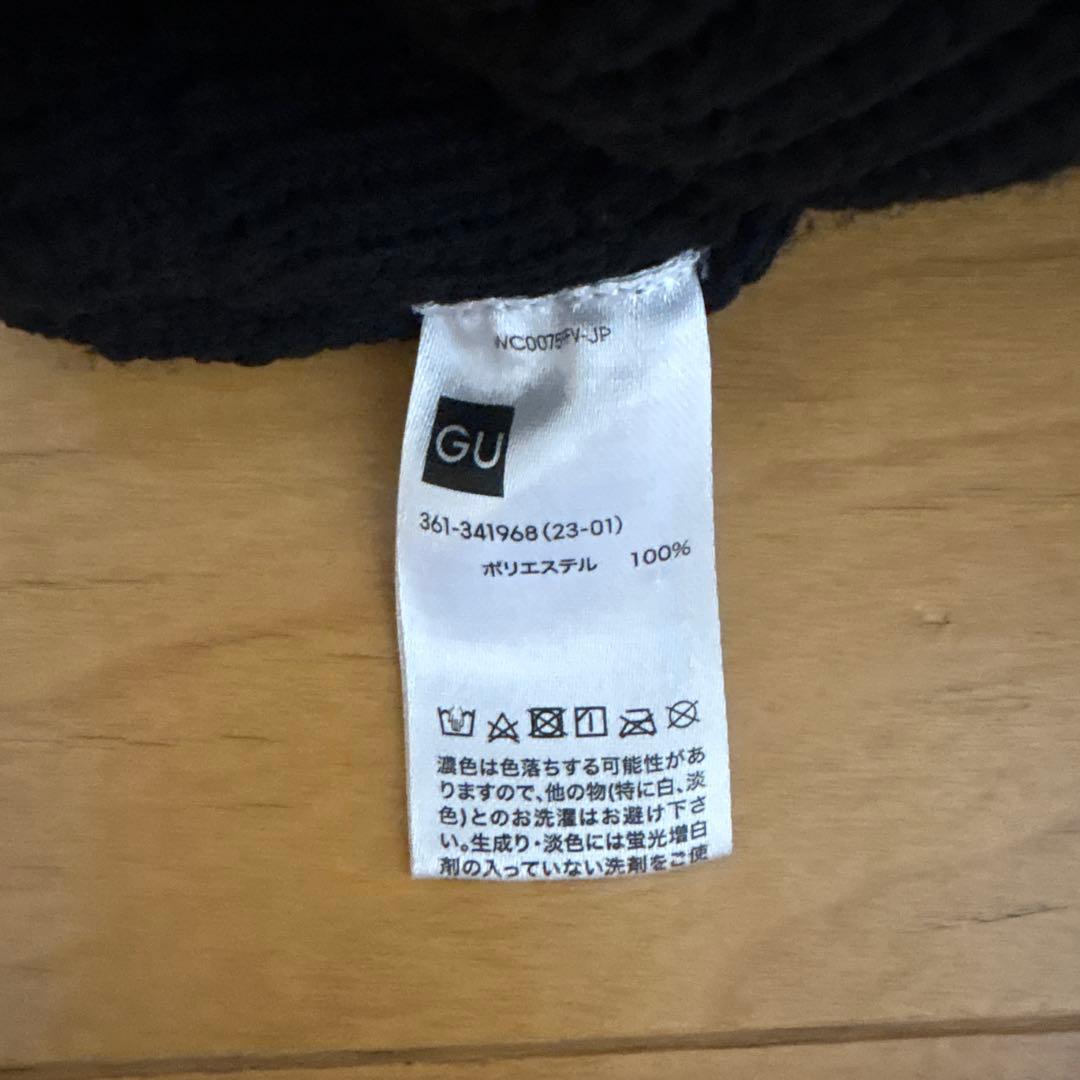 GU
361-341968(23-01)
ポリエステル 100%
濃色は色落ちする可能性があ
りますので、他の物(特に白、淡
色)とのお洗濯はお避け下さ
い。生成り・淡色には蛍光増白
剤の入っていない洗剤をご使